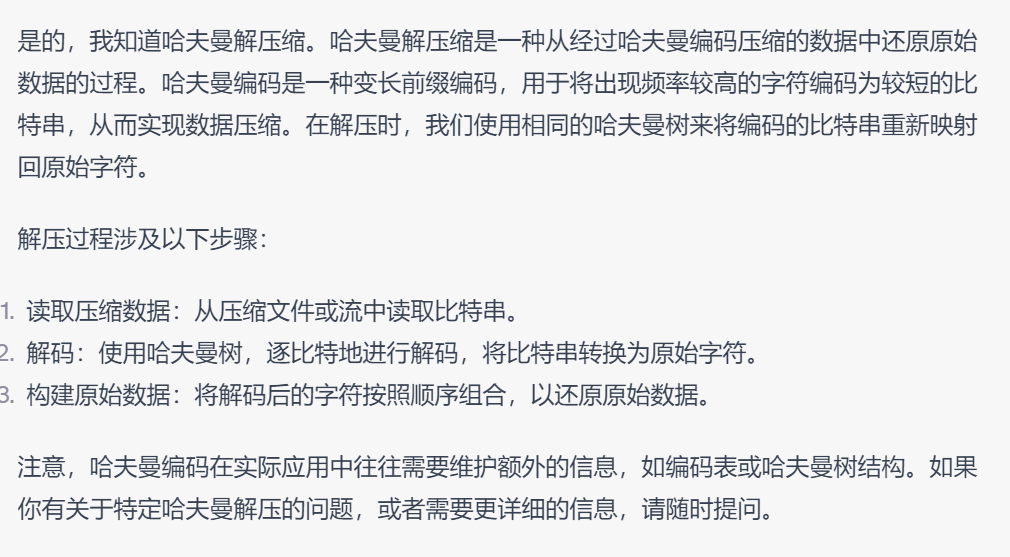 是的，我知道哈夫曼解压缩。哈夫曼解压缩是一种从经过哈夫曼编码压缩的数据中还原原始
数据的过程。哈夫曼编码是一种变长前缀编码，用于将出现频率较高的字符编码为较短的比
特串，从而实现数据压缩。在解压时，我们使用相同的哈夫曼树来将编码的比特串重新映射
回原始字符。
解压过程涉及以下步骤：
1. 读取压缩数据：从压缩文件或流中读取比特串。
2. 解码：使用哈夫曼树，逐比特地进行解码，将比特串转换为原始字符。
3. 构建原始数据：将解码后的字符按照顺序组合，以还原原始数据。
注意，哈夫曼编码在实际应用中往往需要维护额外的信息，如编码表或哈夫曼树结构。如果
你有关于特定哈夫曼解压的问题，或者需要更详细的信息，请随时提问。